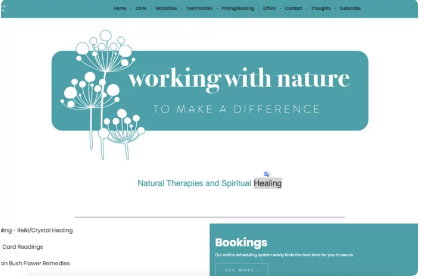 Home - Chris - Modalities - Testimonials - Pricing/Booking - Offers - Contact - Thoughts - Subscribe
working with nature
TO MAKE A DIFFERENCE
Natural Therapies and Spiritual Healing
ling - Reiki/Crystal Healing
Card Readings
an Bush Flower Remedies
Bookings
Our online scheduling system easily finds the best time for you to see us.
SEE MORE